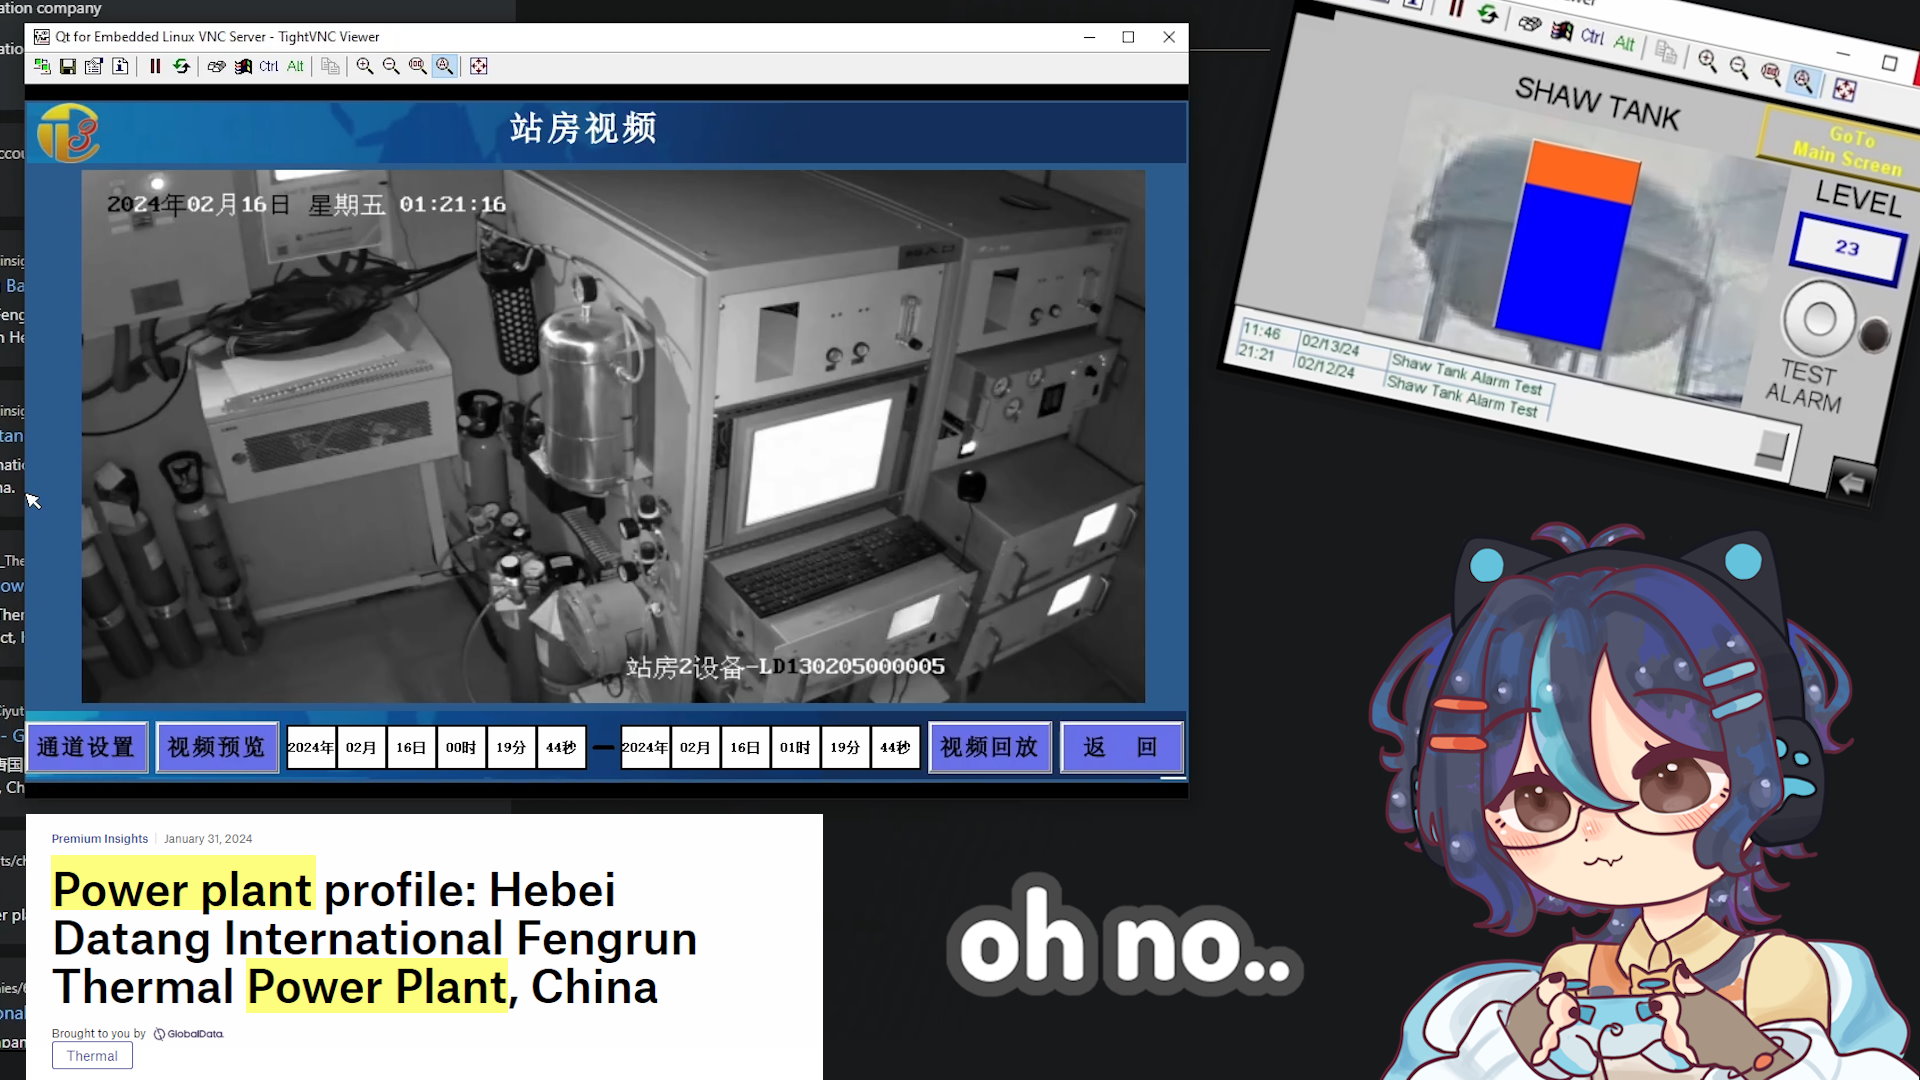 ation company
Qt for Embedded Linux VNC Server - TightVNC Viewer
Ctrl Alt
站房视频
2024年02月16日 星期五 01:21:16
站房2设备-LD130205000005
通道设置
视频预览
2024年 02月 16日 00时 19分 44秒
2024年 02月 16日 01时 19分 44秒
视频回放
返 回
Ctrl Alt
SHAW TANK
GoTo
Main Screen
LEVEL
23
TEST
ALARM
11:46 02/13/24 Shaw Tank Alarm Test
21:21 02/12/24 Shaw Tank Alarm Test
Premium Insights January 31, 2024
Power plant profile: Hebei
Datang International Fengrun
Thermal Power Plant, China
Brought to you by GlobalData.
Thermal
oh no..